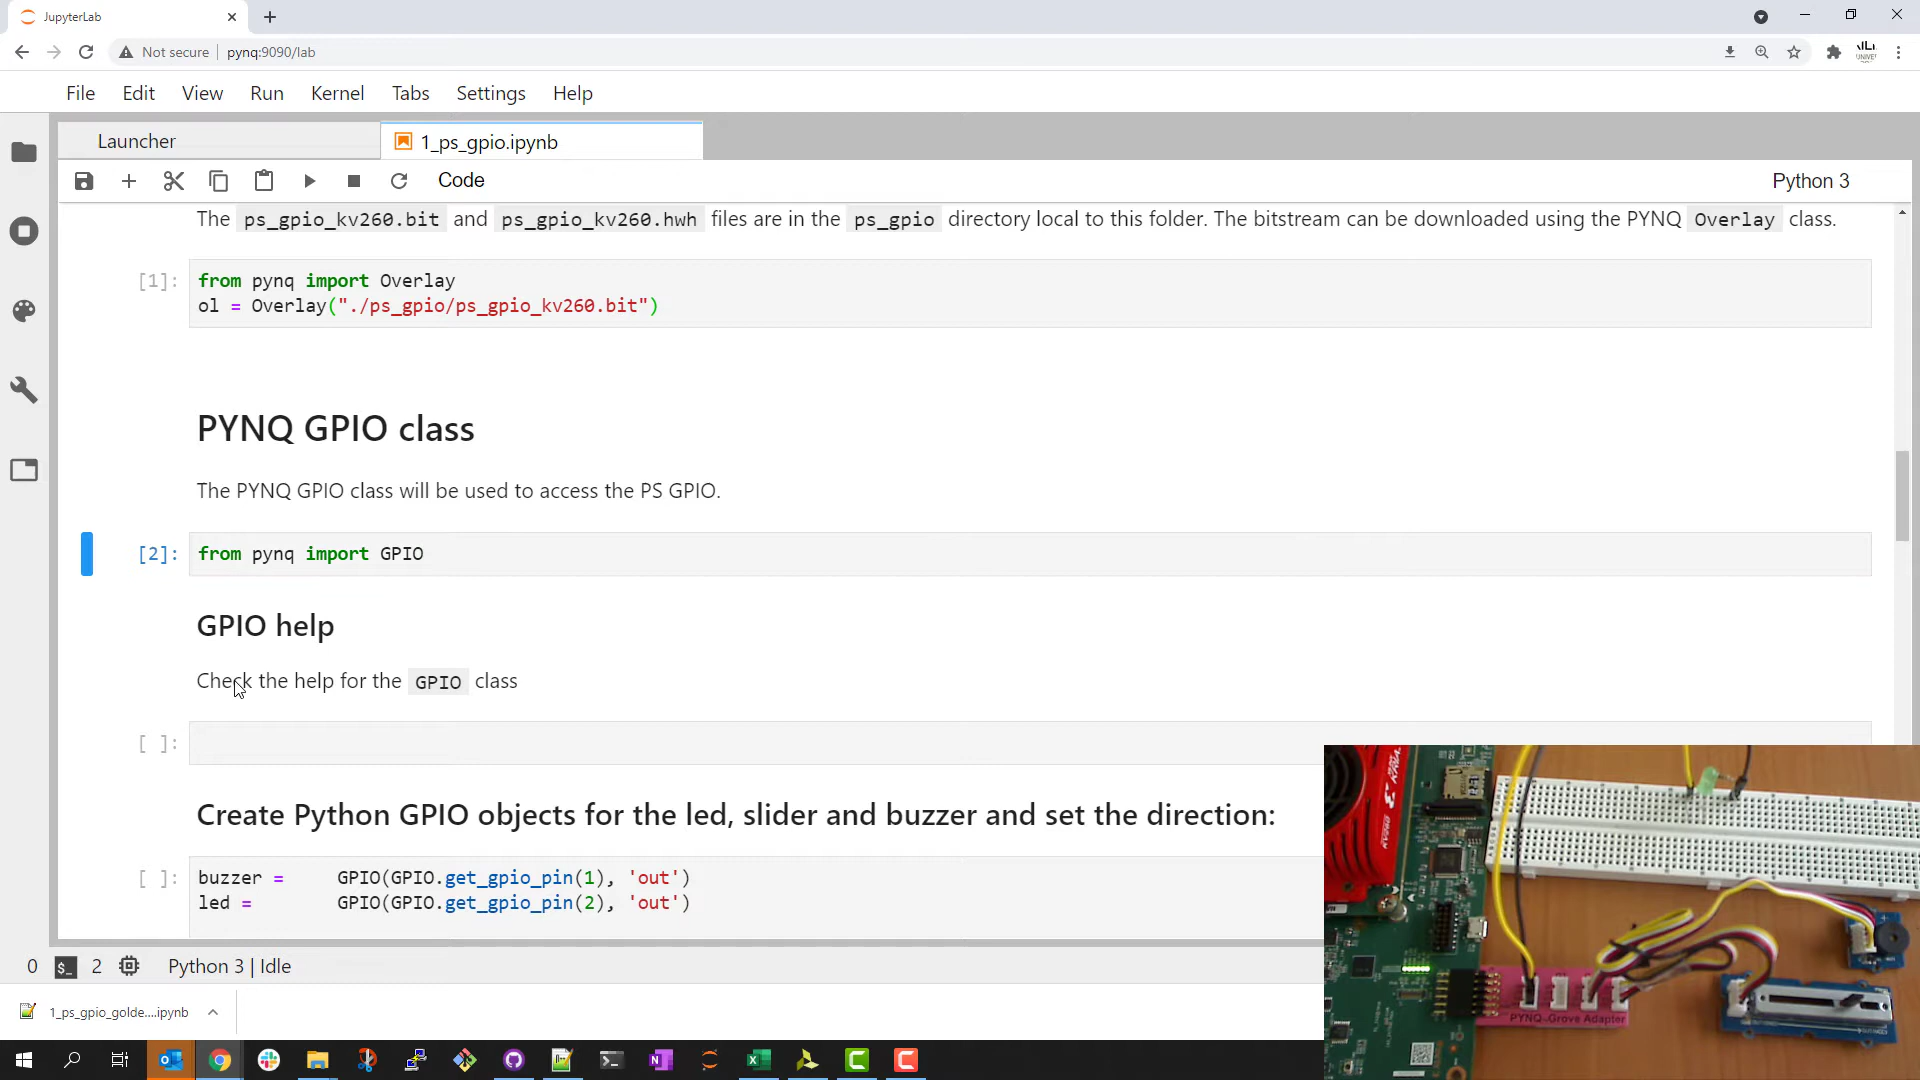 JupyterLab
Not secure
pynq:9090/lab
File
Edit
View
Run
Kernel
Tabs
Settings
Help
Launcher
1_ps_gpio.ipynb
Code
Python 3
The ps_gpio_kv260.bit and ps_gpio_kv260.hwh files are in the ps_gpio directory local to this folder. The bitstream can be downloaded using the PYNQ Overlay class.
[1]:
from pynq import Overlay
ol = Overlay("./ps_gpio/ps_gpio_kv260.bit")
PYNQ GPIO class
The PYNQ GPIO class will be used to access the PS GPIO.
[2]:
from pynq import GPIO
GPIO help
Check the help for the GPIO class
[ ]:
Create Python GPIO objects for the led, slider and buzzer and set the direction:
[ ]:
buzzer =     GPIO(GPIO.get_gpio_pin(1), 'out')
led =        GPIO(GPIO.get_gpio_pin(2), 'out')
0
2
Python 3 | Idle
1_ps_gpio_golde....ipynb
KRIA
KV260
PYNQ-Grove Adapter